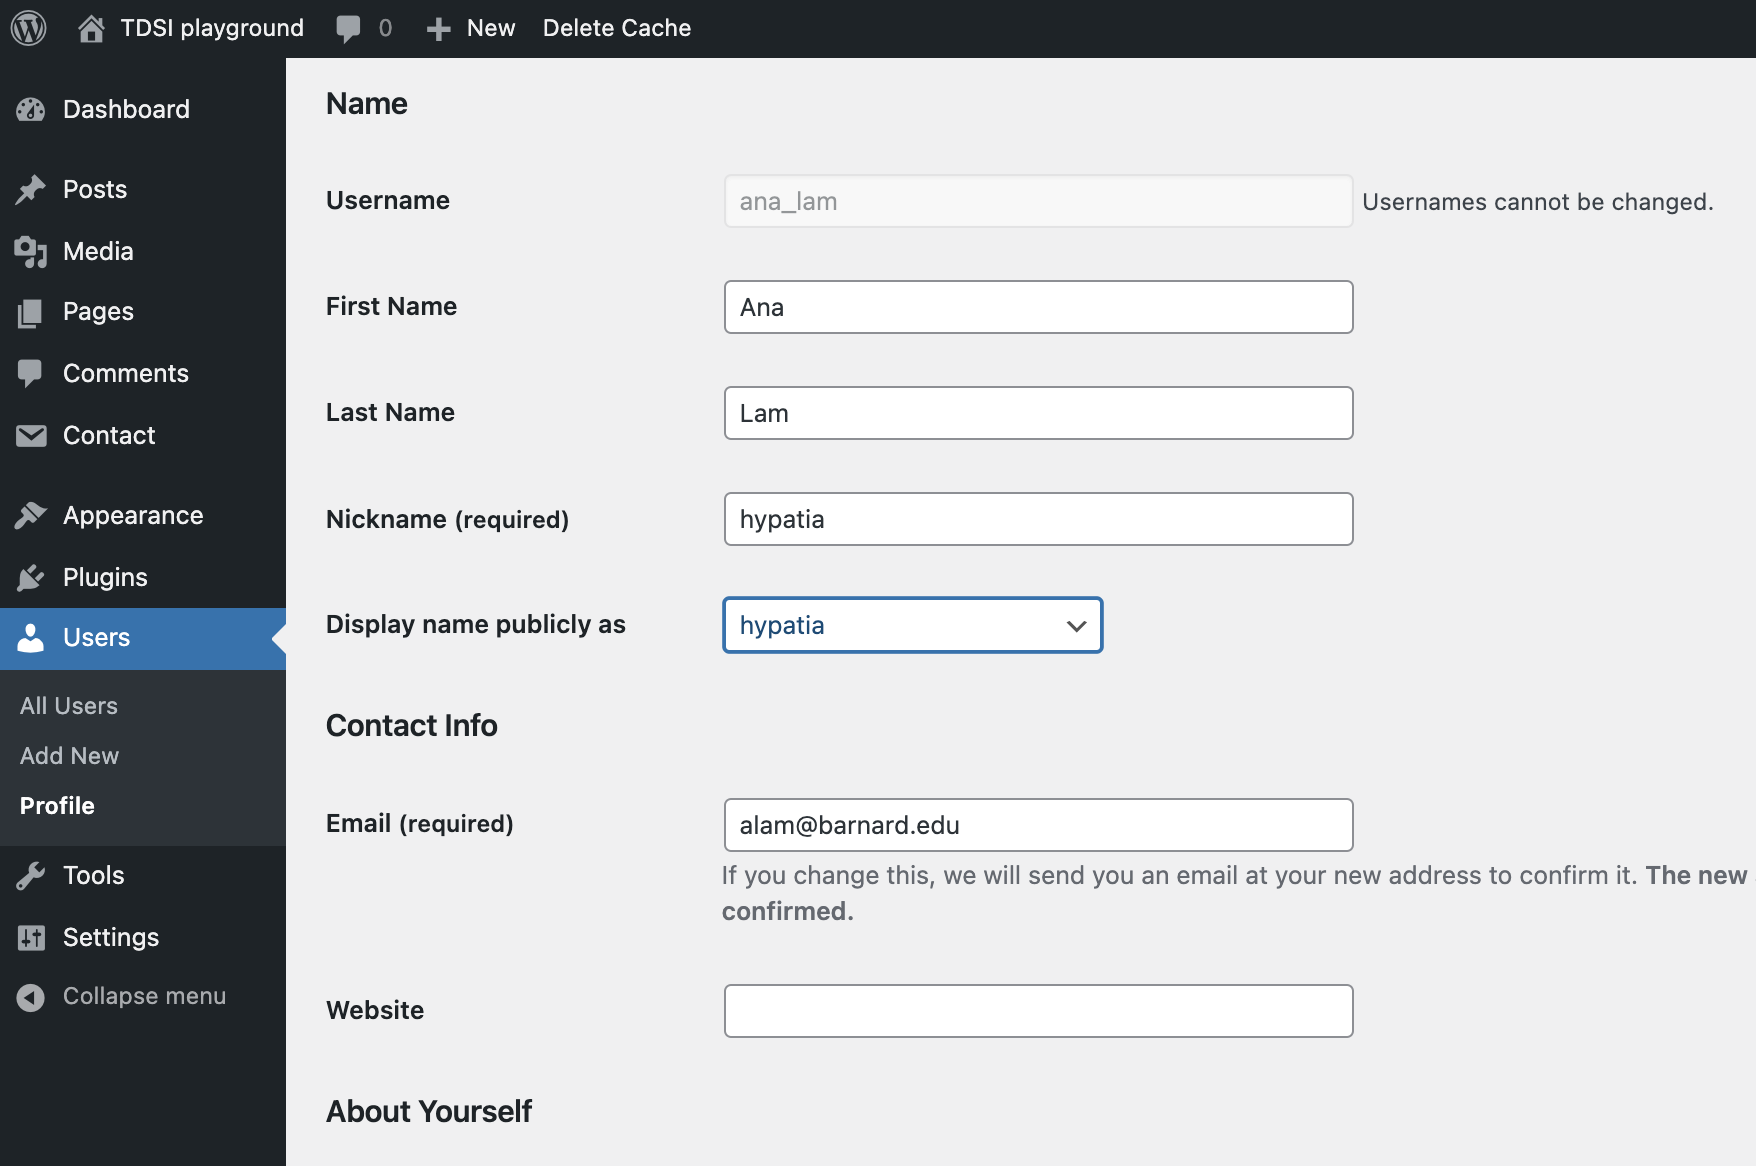 TDSI playground 0 New Delete Cache
Dashboard
Posts
Media
Pages
Comments
Contact
Appearance
Plugins
Users
All Users
Add New
Profile
Tools
Settings
Collapse menu
Name
Username ana_lam Usernames cannot be changed.
First Name Ana
Last Name Lam
Nickname (required) hypatia
Display name publicly as hypatia
Contact Info
Email (required) alam@barnard.edu
If you change this, we will send you an email at your new address to confirm it. The new
confirmed.
Website
About Yourself